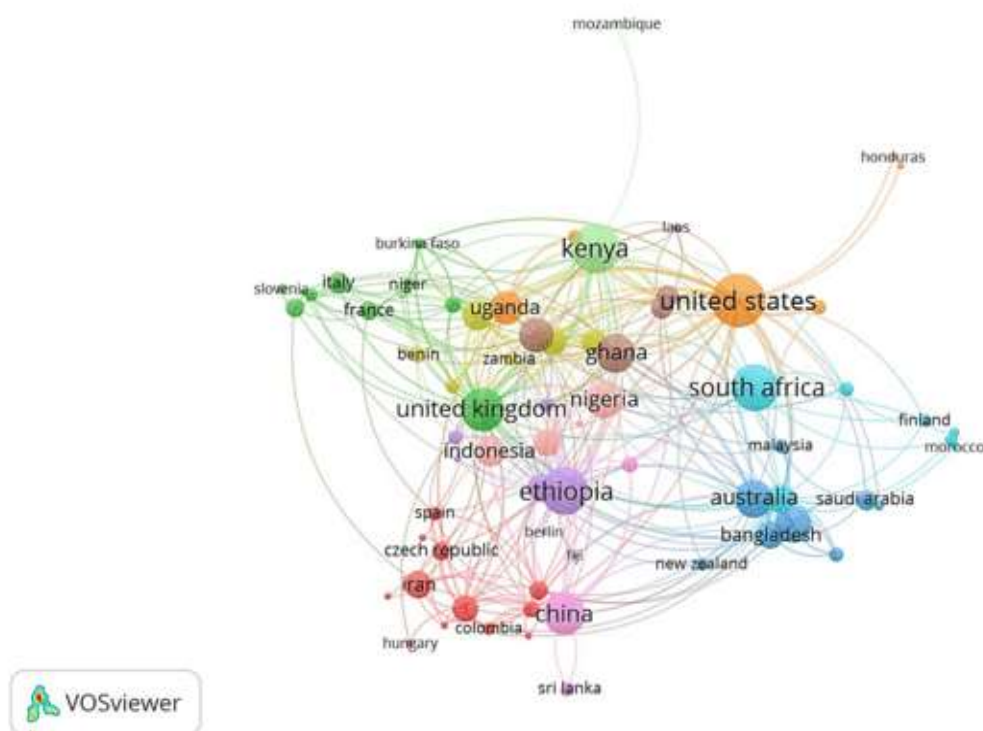 mozambique
honduras
laos
burkina faso
kenya
italy
niger
slovenia
france
uganda
united states
benin
zambia
ghana
south africa
united kingdom
nigeria
finland
malaysia
morocco
indonesia
ethiopia
australia
saudi arabia
spain
berlin
bangladesh
czech republic
fiji
new zealand
iran
china
colombia
hungary
sri lanka
VOSviewer